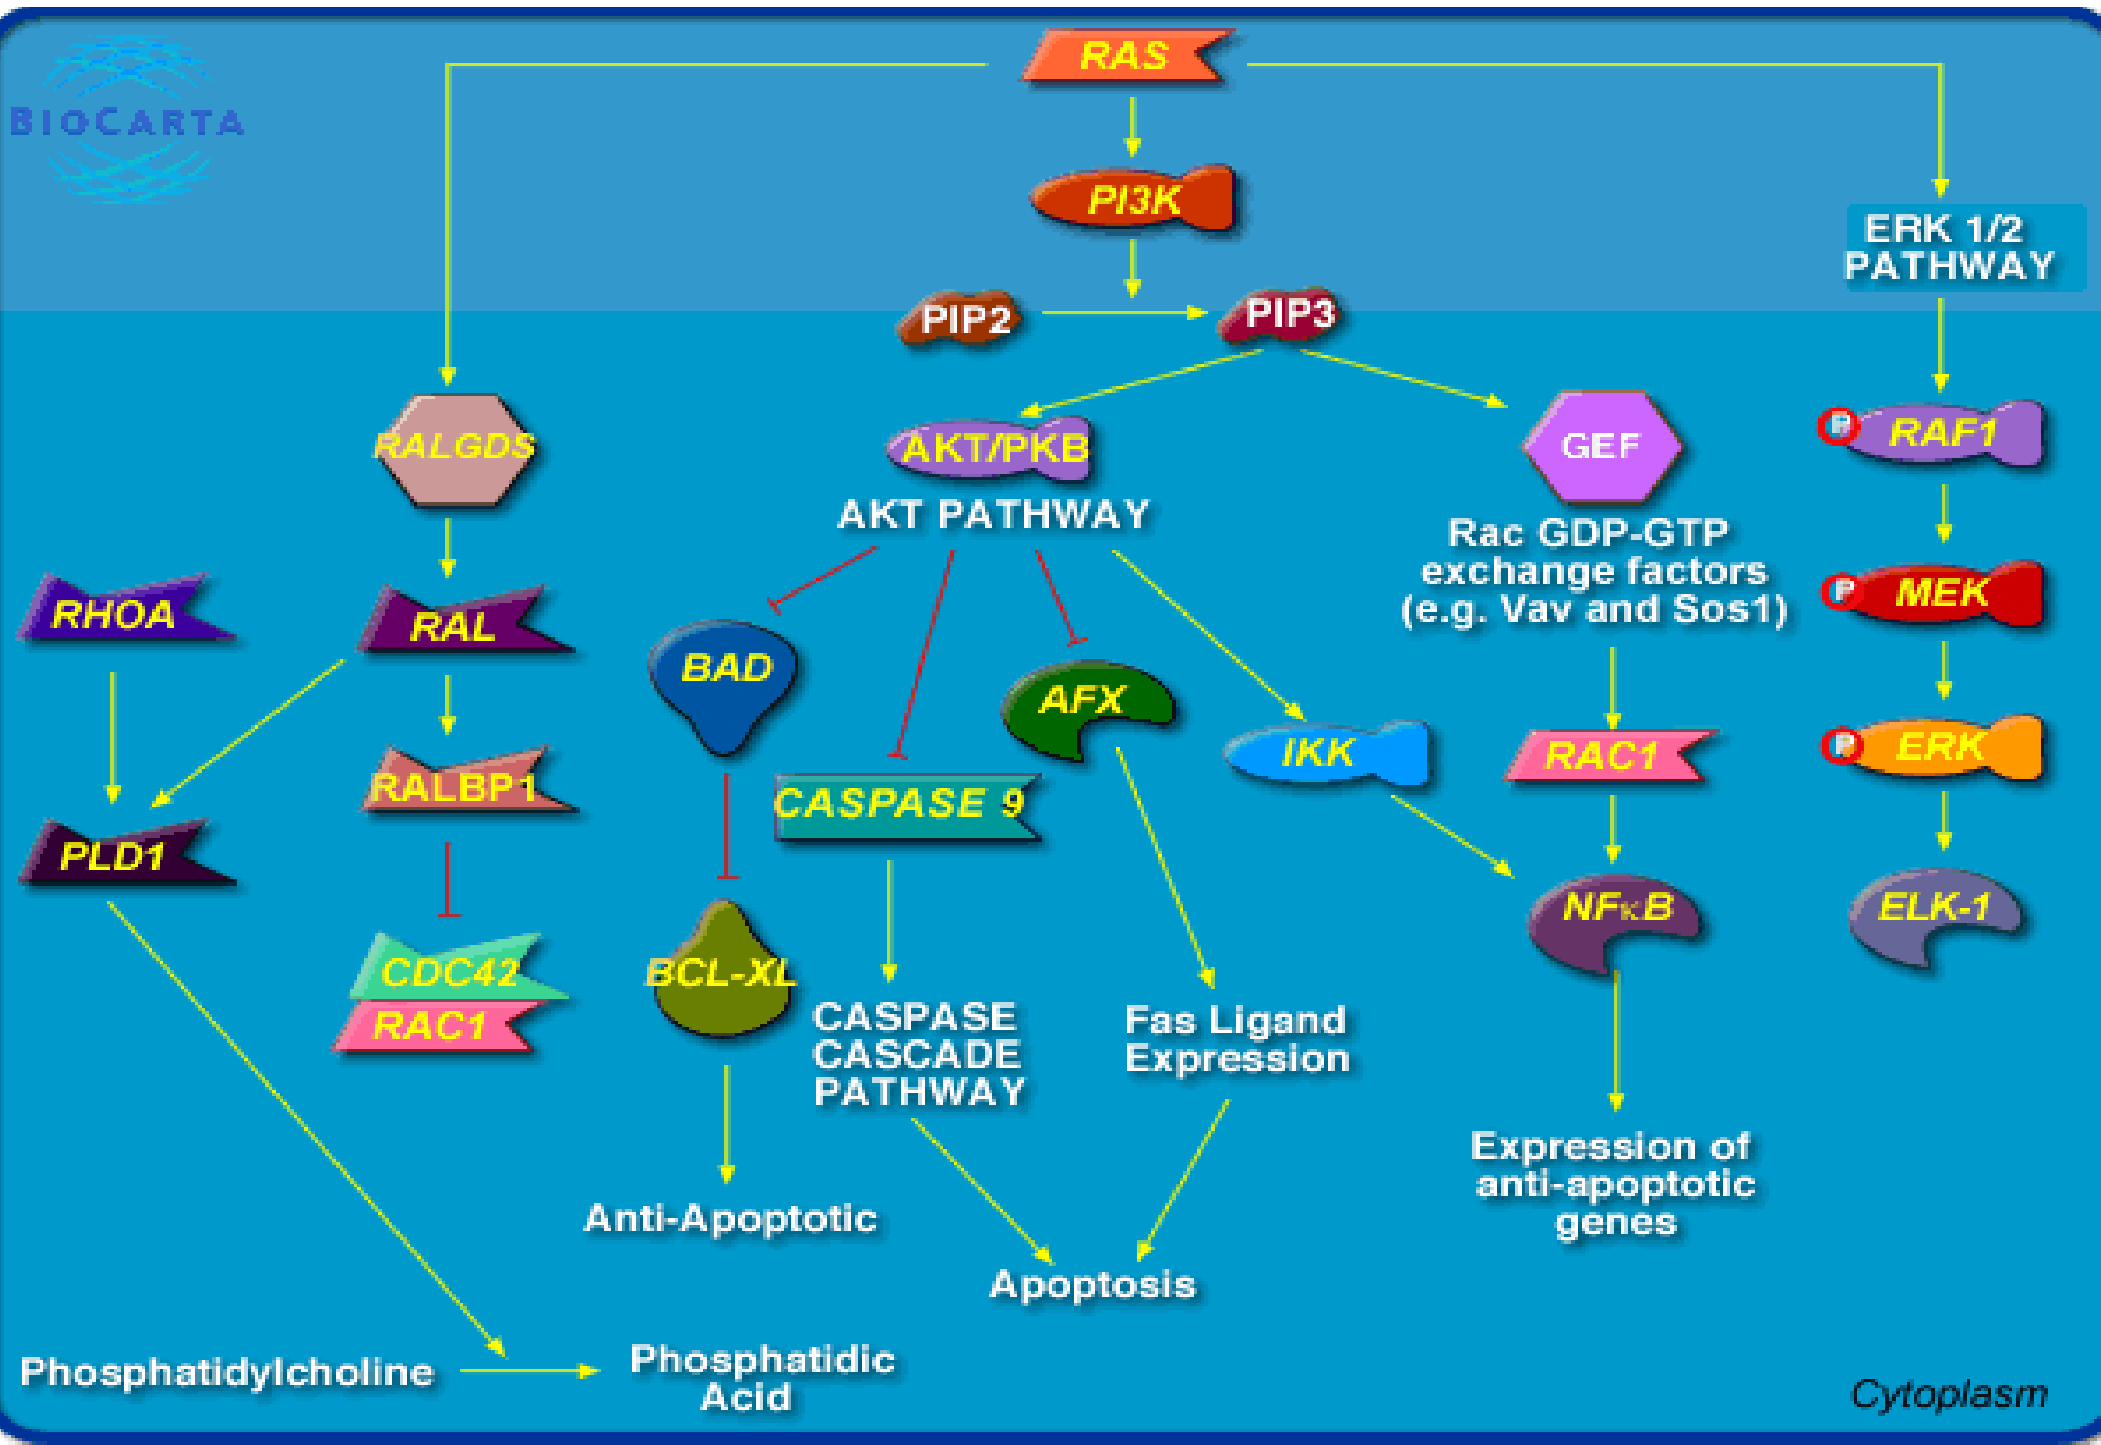 BIOCARTA
RAS
PI3K
ERK 1/2
PATHWAY
PIP2
PIP3
RALGDS
AKT/PKB
GEF
P
RAF1
AKT PATHWAY
Rac GDP-GTP
exchange factors
(e.g. Vav and Sos1)
RHOA
RAL
P
MEK
BAD
AFX
IKK
RAC1
P
ERK
RALBP1
CASPASE 9
PLD1
NFκB
ELK-1
CDC42
RAC1
BCL-XL
CASPASE
CASCADE
PATHWAY
Fas Ligand
Expression
Expression of
anti-apoptotic
genes
Anti-Apoptotic
Apoptosis
Phosphatidylcholine
Phosphatidic
Acid
Cytoplasm